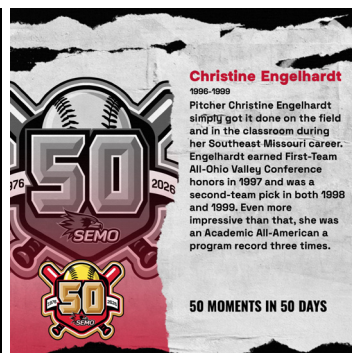 Christine Engelhardt
1996-1999
Pitcher Christine Engelhardt
simply got it done on the field
and in the classroom during
her Southeast Missouri career.
Engelhardt earned First-Team
All-Ohio Valley Conference
honors in 1997 and was a
second-team pick in both 1998
and 1999. Even more
impressive than that, she was
an Academic All-American a
program record three times.
50 MOMENTS IN 50 DAYS
50
976
2026
SEMO
50
1976
2026
SEMO